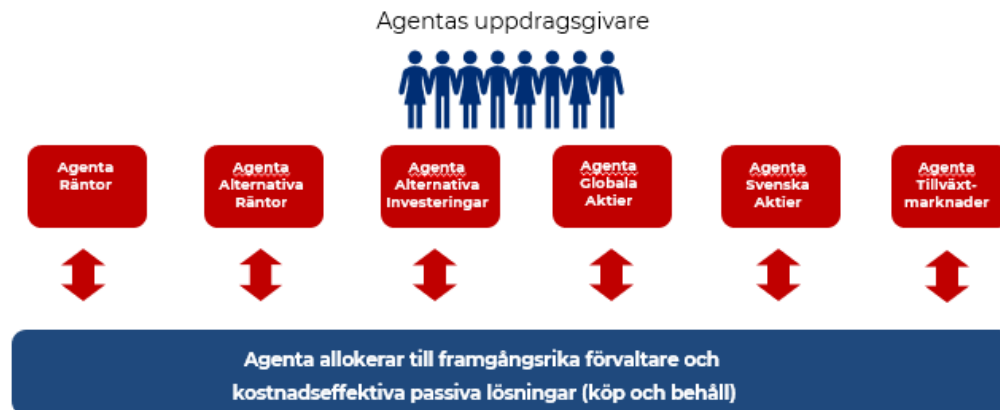 Agentas uppdragsgivare
Agenta
Räntor
Agenta
Alternativa
Räntor
Agenta
Alternativa
Investeringar
Agenta
Globala
Aktier
Agenta
Svenska
Aktier
Agenta
Tillväxt-
marknader
Agenta allokerar till framgångsrika förvaltare och
kostnadseffektiva passiva lösningar (köp och behåll)